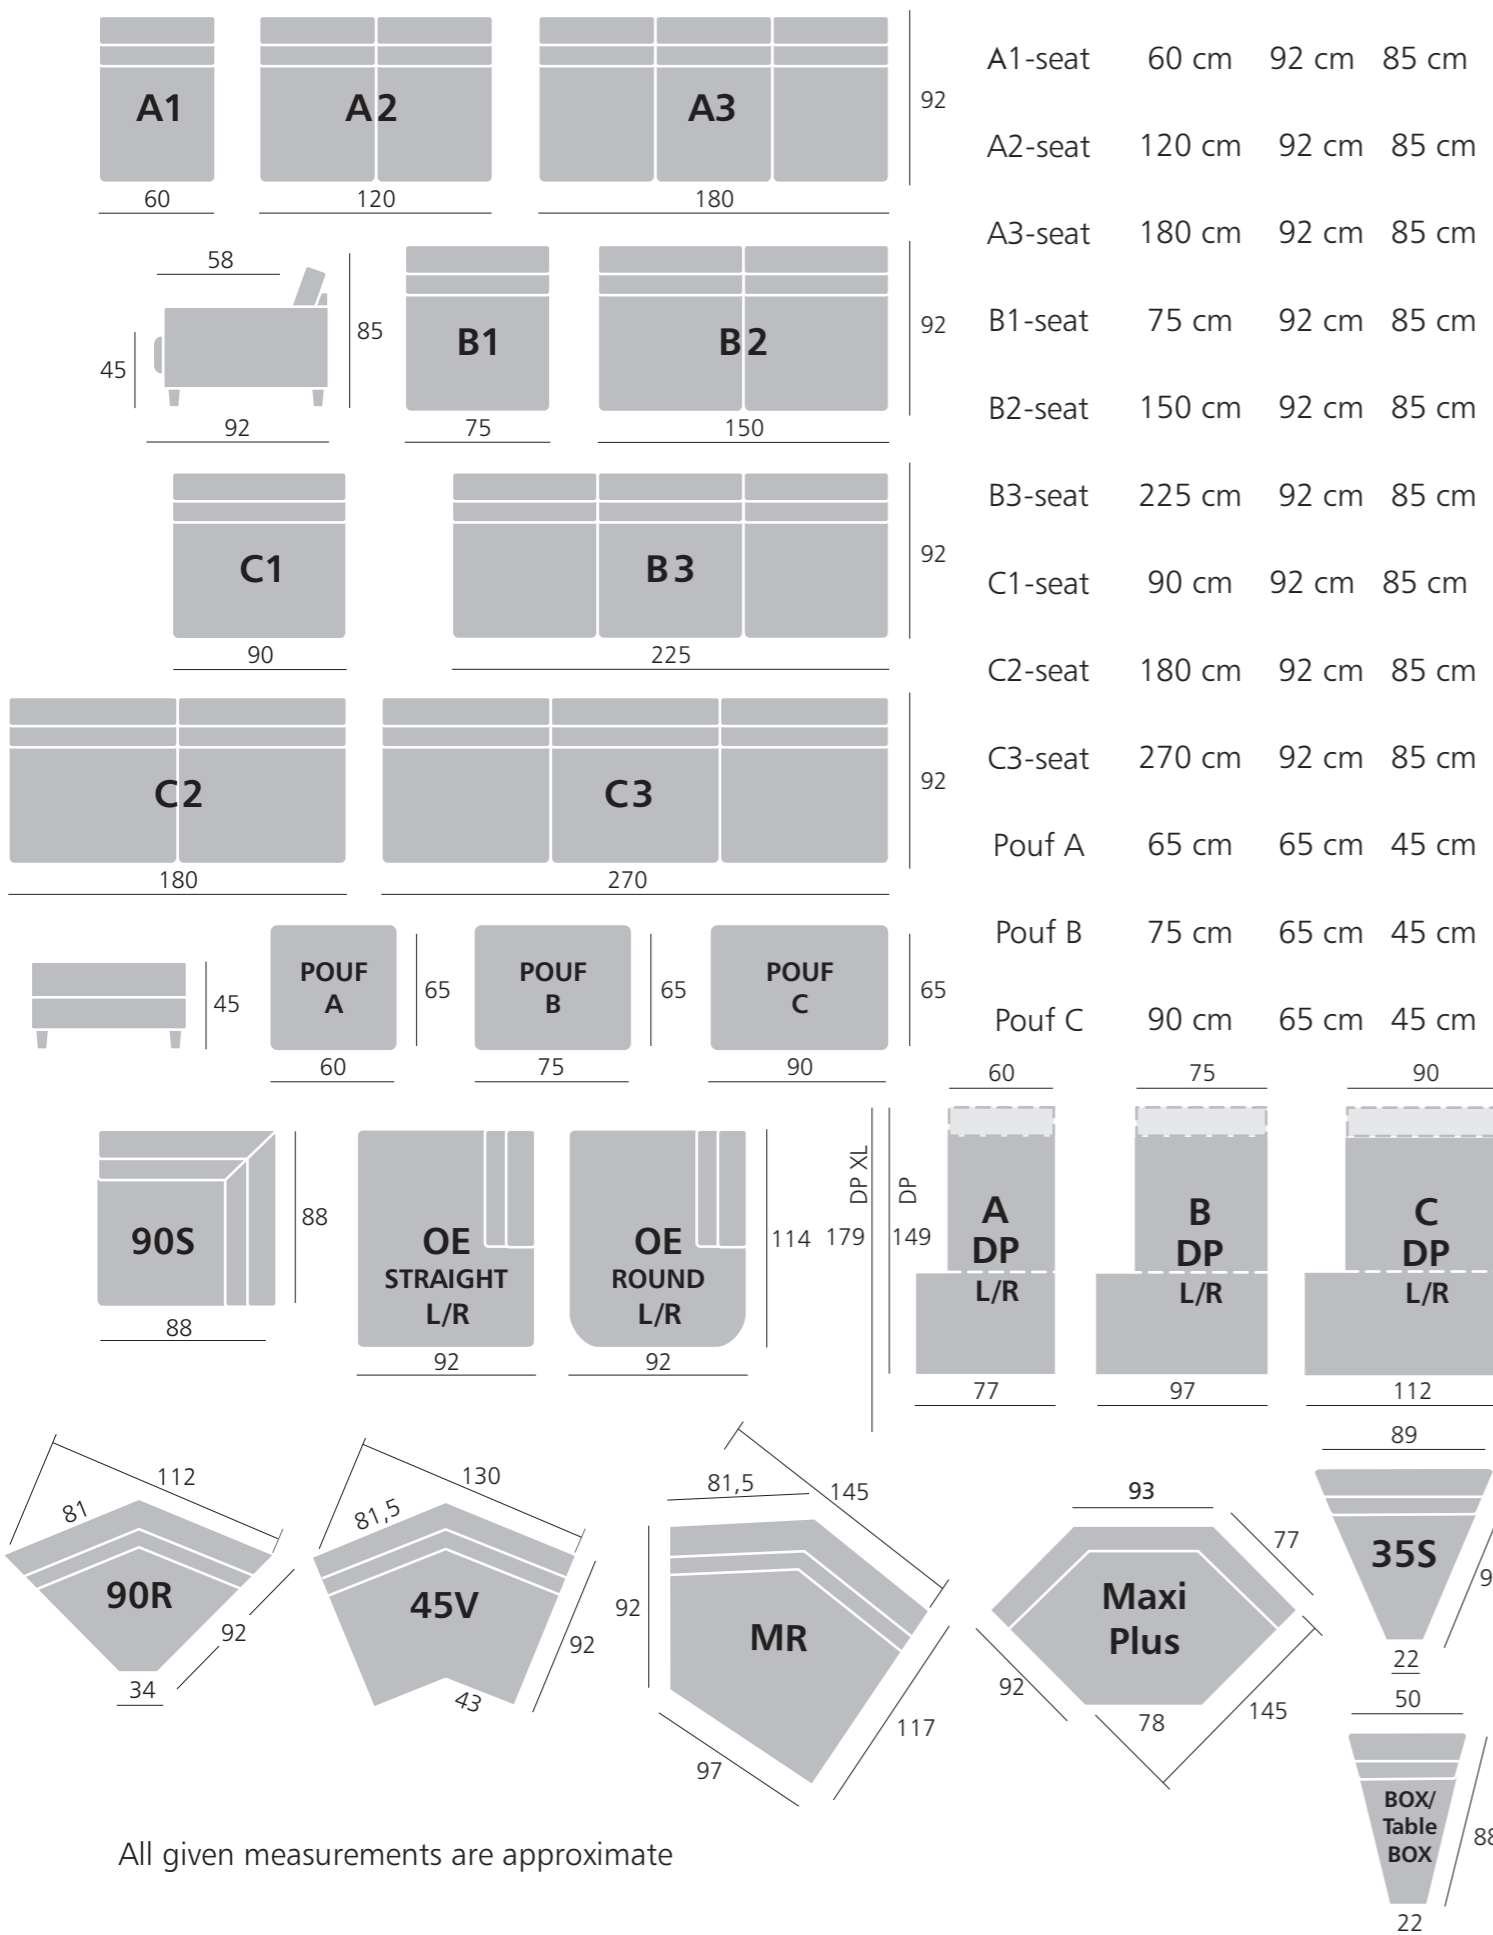 A1 A2 A3 92
60 120 180
A1-seat 60 cm 92 cm 85 cm
A2-seat 120 cm 92 cm 85 cm
A3-seat 180 cm 92 cm 85 cm
B1-seat 75 cm 92 cm 85 cm
B2-seat 150 cm 92 cm 85 cm
B3-seat 225 cm 92 cm 85 cm
C1-seat 90 cm 92 cm 85 cm
C2-seat 180 cm 92 cm 85 cm
C3-seat 270 cm 92 cm 85 cm
Pouf A 65 cm 65 cm 45 cm
Pouf B 75 cm 65 cm 45 cm
Pouf C 90 cm 65 cm 45 cm
58
85 B1 B2 92
45
92 75 150
C1 B3 92
90 225
C2 C3 92
180 270
POUF POUF POUF
A B C
45 65 65 65
60 75 90
60 75 90
DP XL DP
179 149
A B C
DP DP DP
L/R L/R L/R
77 97 112
90S 88
88
OE OE
STRAIGHT ROUND
L/R L/R
114
92 92
112 130 81,5 145 93 89
81 81,5 77
90R 45V MR Maxi 35S
Plus
92 92 92 92
34 43 97 117 78 145 22
50
BOX/
Table
BOX
22
All given measurements are approximate